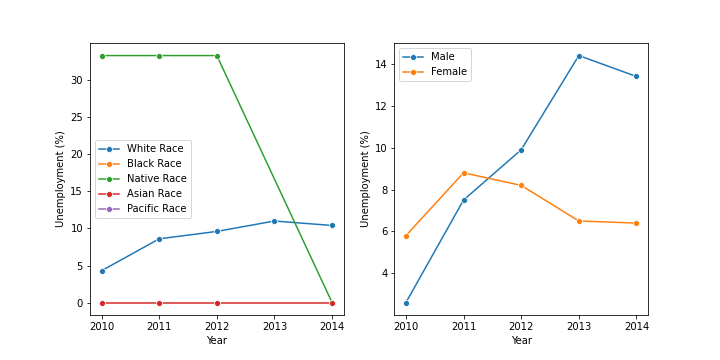 30
25
20
15
10
5
0
Unemployment (%)
White Race
Black Race
Native Race
Asian Race
Pacific Race
2010 2011 2012 2013 2014
Year
14
12
10
8
6
4
Unemployment (%)
Male
Female
2010 2011 2012 2013 2014
Year